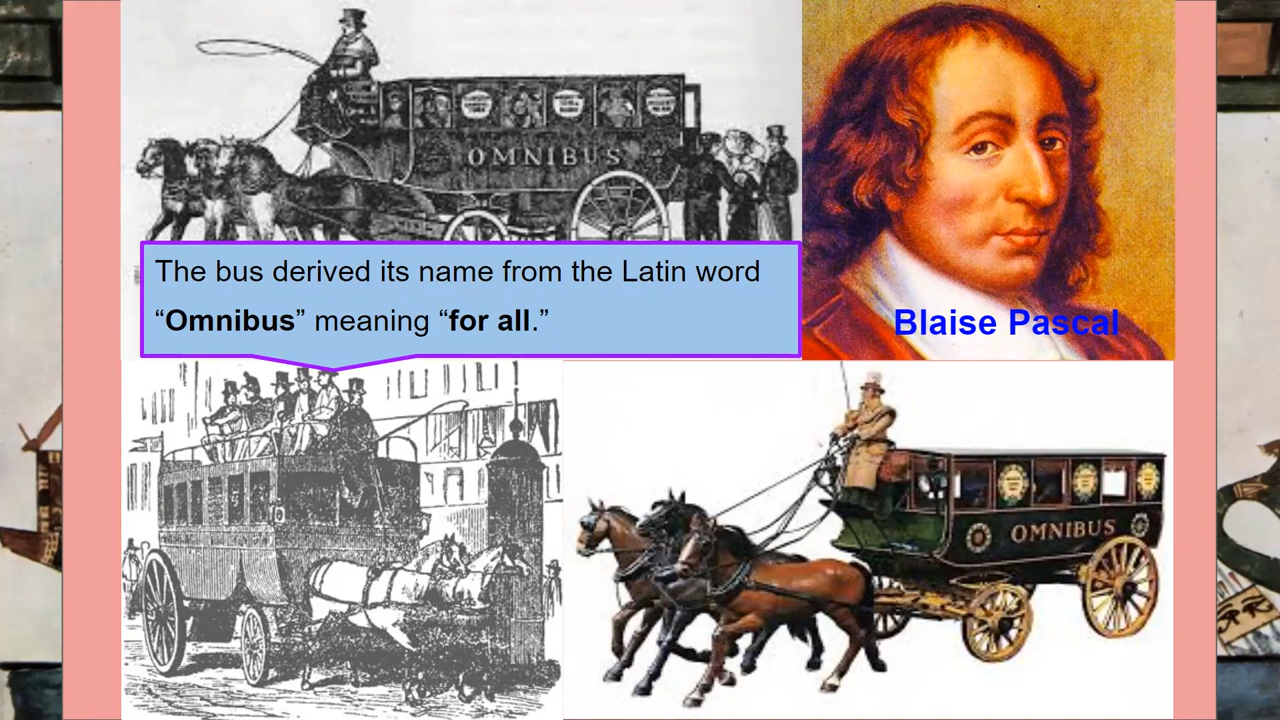 OMNIBUS
The bus derived its name from the Latin word
“Omnibus” meaning “for all.”
Blaise Pascal
OMNIBUS